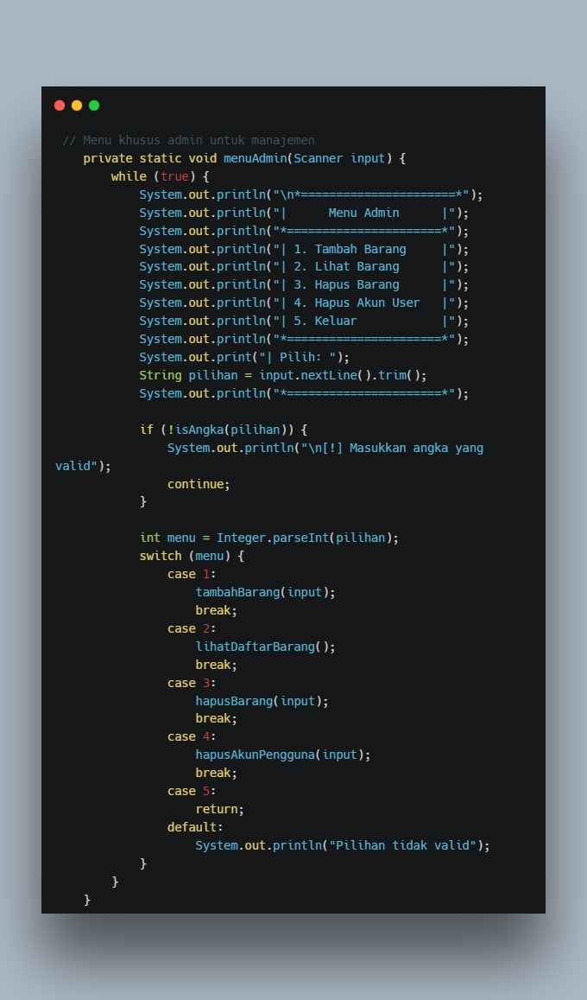 // Menu khusus admin untuk manajemen
    private static void menuAdmin(Scanner input) {
        while (true) {
            System.out.println("\n*======================*");
            System.out.println("|      Menu Admin      |");
            System.out.println("*======================*");
            System.out.println("| 1. Tambah Barang     |");
            System.out.println("| 2. Lihat Barang      |");
            System.out.println("| 3. Hapus Barang      |");
            System.out.println("| 4. Hapus Akun User   |");
            System.out.println("| 5. Keluar            |");
            System.out.println("*======================*");
            System.out.print("| Pilih: ");
            String pilihan = input.nextLine().trim();
            System.out.println("*======================*");

            if (!isAngka(pilihan)) {
                System.out.println("\n[!] Masukkan angka yang
valid");
                continue;
            }

            int menu = Integer.parseInt(pilihan);
            switch (menu) {
                case 1:
                    tambahBarang(input);
                    break;
                case 2:
                    lihatDaftarBarang();
                    break;
                case 3:
                    hapusBarang(input);
                    break;
                case 4:
                    hapusAkunPengguna(input);
                    break;
                case 5:
                    return;
                default:
                    System.out.println("Pilihan tidak valid");
            }
        }
    }